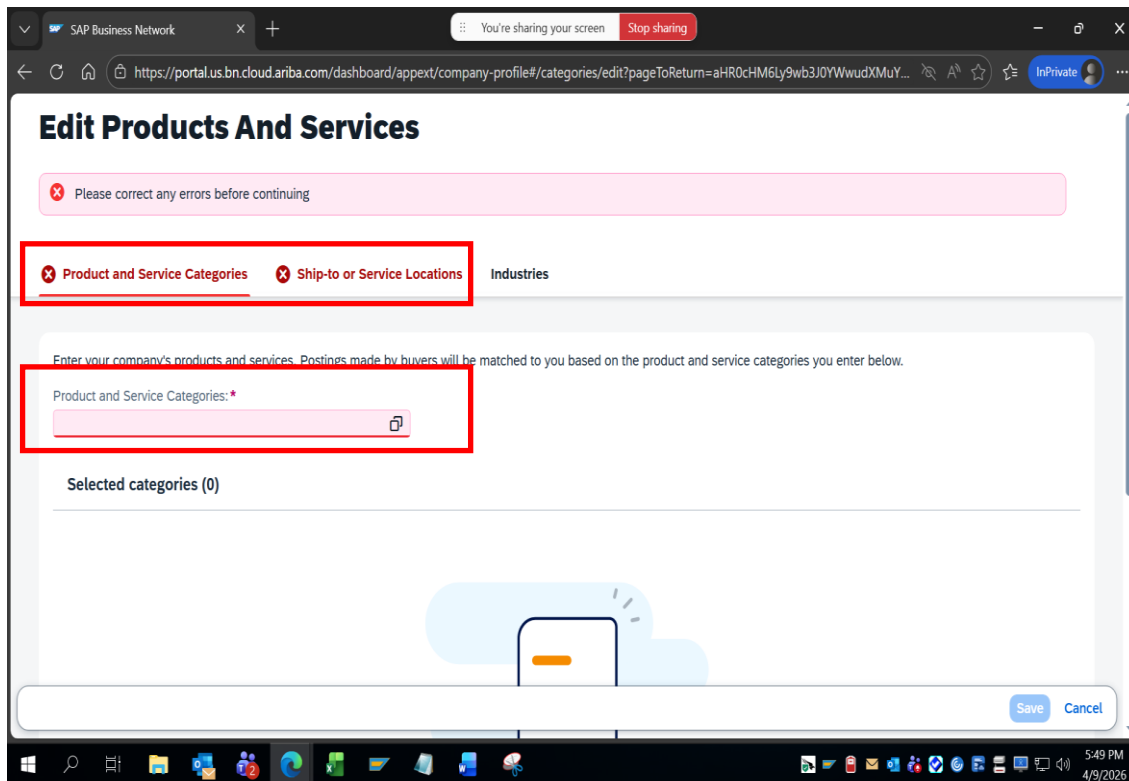 SAP Business Network
You're sharing your screen
Stop sharing
https://portal.us.bn.cloud.ariba.com/dashboard/appext/company-profile#/categories/edit?pageToReturn=aHR0cHM6Ly9wb3J0YWwudXMuY...
InPrivate
Edit Products And Services
Please correct any errors before continuing
Product and Service Categories
Ship-to or Service Locations
Industries
Enter your company's products and services. Postings made by buyers will be matched to you based on the product and service categories you enter below.
Product and Service Categories:*
Selected categories (0)
Save
Cancel
5:49 PM
4/9/2026